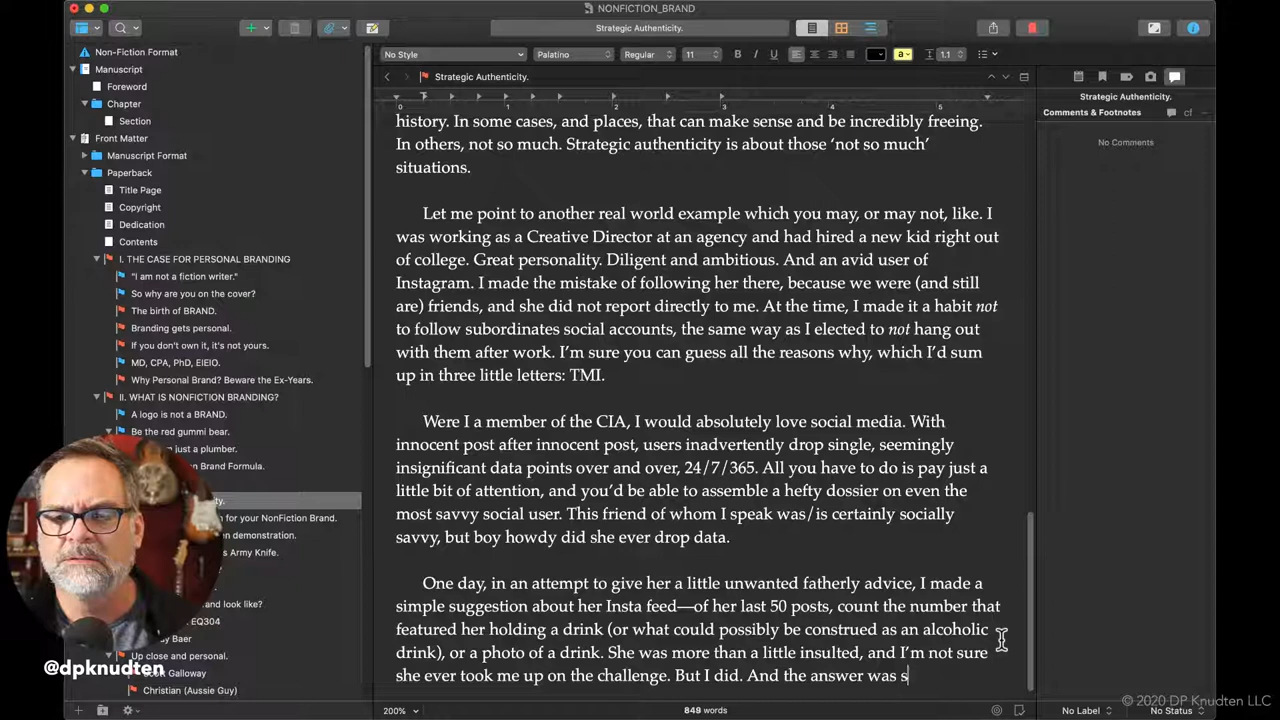 NONFICTION_BRAND
Strategic Authenticity.
No Style
Palatino
Regular
11
B I U
a
1.1
Strategic Authenticity.
0 1 2 3 4 5
Non-Fiction Format
Manuscript
Foreword
Chapter
Section
Front Matter
Manuscript Format
Paperback
Title Page
Copyright
Dedication
Contents
I. THE CASE FOR PERSONAL BRANDING
"I am not a fiction writer."
So why are you on the cover?
The birth of BRAND.
Branding gets personal.
If you don't own it, it's not yours.
MD, CPA, PhD, EIEIO.
Why Personal Brand? Beware the Ex-Years.
II. WHAT IS NONFICTION BRANDING?
A logo is not a BRAND.
Be the red gummi bear.
m just a plumber.
on Brand Formula.
ty.
n for your NonFiction Brand.
en demonstration.
s Army Knife.
nd look like?
EQ304
y Baer
Up close and personal.
Scott Galloway
Christian (Aussie Guy)
history. In some cases, and places, that can make sense and be incredibly freeing.
In others, not so much. Strategic authenticity is about those ‘not so much’
situations.
Let me point to another real world example which you may, or may not, like. I
was working as a Creative Director at an agency and had hired a new kid right out
of college. Great personality. Diligent and ambitious. And an avid user of
Instagram. I made the mistake of following her there, because we were (and still
are) friends, and she did not report directly to me. At the time, I made it a habit not
to follow subordinates social accounts, the same way as I elected to not hang out
with them after work. I’m sure you can guess all the reasons why, which I’d sum
up in three little letters: TMI.
Were I a member of the CIA, I would absolutely love social media. With
innocent post after innocent post, users inadvertently drop single, seemingly
insignificant data points over and over, 24/7/365. All you have to do is pay just a
little bit of attention, and you’d be able to assemble a hefty dossier on even the
most savvy social user. This friend of whom I speak was/is certainly socially
savvy, but boy howdy did she ever drop data.
One day, in an attempt to give her a little unwanted fatherly advice, I made a
simple suggestion about her Insta feed—of her last 50 posts, count the number that
featured her holding a drink (or what could possibly be construed as an alcoholic
drink), or a photo of a drink. She was more than a little insulted, and I’m not sure
she ever took me up on the challenge. But I did. And the answer was s
Strategic Authenticity.
Comments & Footnotes
cf
No Comments
@dpknudten
200%
849 words
No Label
No Status
© 2020 DP Knudten LLC